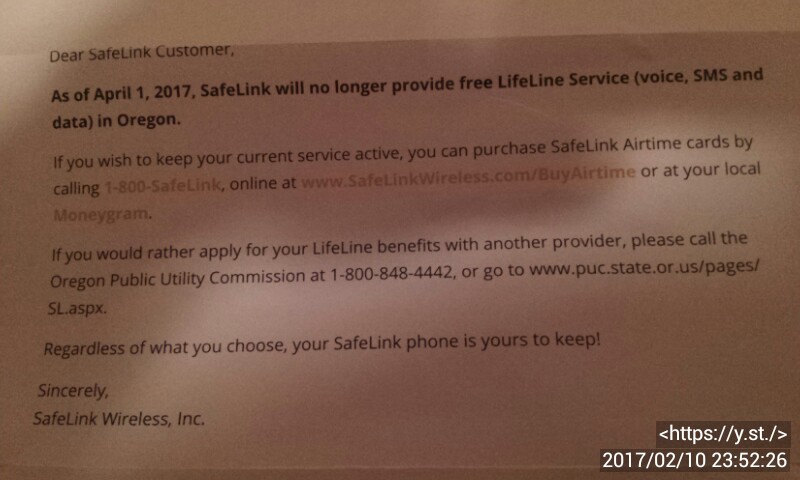 Dear SafeLink Customer,
As of April 1, 2017, SafeLink will no longer provide free LifeLine Service (voice, SMS and
data) in Oregon.
If you wish to keep your current service active, you can purchase SafeLink Airtime cards by
calling 1-800-SafeLink, online at www.SafeLinkWireless.com/BuyAirtime or at your local
Moneygram.
If you would rather apply for your LifeLine benefits with another provider, please call the
Oregon Public Utility Commission at 1-800-848-4442, or go to www.puc.state.or.us/pages/
SL.aspx.
Regardless of what you choose, your SafeLink phone is yours to keep!
Sincerely,
SafeLink Wireless, Inc.
<https://y.st./>
2017/02/10 23:52:26